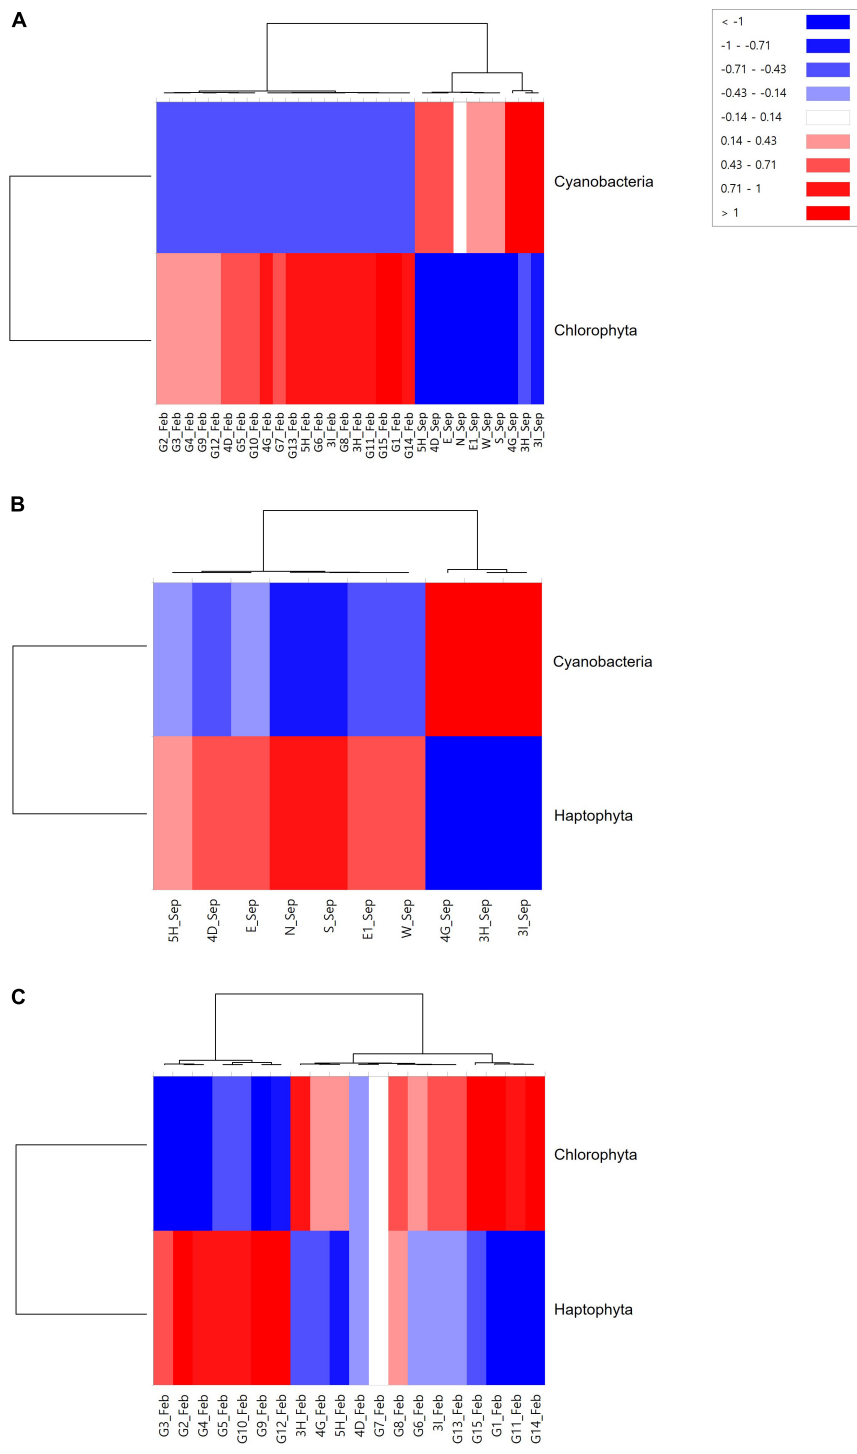 A
< -1
-1 - -0.71
-0.71 - -0.43
-0.43 - -0.14
-0.14 - 0.14
0.14 - 0.43
0.43 - 0.71
0.71 - 1
> 1
Cyanobacteria
Chlorophyta
G2_Feb
G3_Feb
G4_Feb
G9_Feb
G12_Feb
4D_Feb
G5_Feb
G10_Feb
4G_Feb
G7_Feb
G13_Feb
5H_Feb
G6_Feb
3I_Feb
G8_Feb
3H_Feb
G11_Feb
G15_Feb
G1_Feb
G14_Feb
5H_Sep
4D_Sep
E_Sep
N_Sep
E1_Sep
W_Sep
S_Sep
4G_Sep
3H_Sep
3I_Sep
B
Cyanobacteria
Haptophyta
5H_Sep
4D_Sep
E_Sep
N_Sep
S_Sep
E1_Sep
W_Sep
4G_Sep
3H_Sep
3I_Sep
C
Chlorophyta
Haptophyta
G3_Feb
G2_Feb
G4_Feb
G5_Feb
G10_Feb
G9_Feb
G12_Feb
3H_Feb
4G_Feb
5H_Feb
4D_Feb
G7_Feb
G8_Feb
G6_Feb
3I_Feb
G13_Feb
G15_Feb
G1_Feb
G11_Feb
G14_Feb